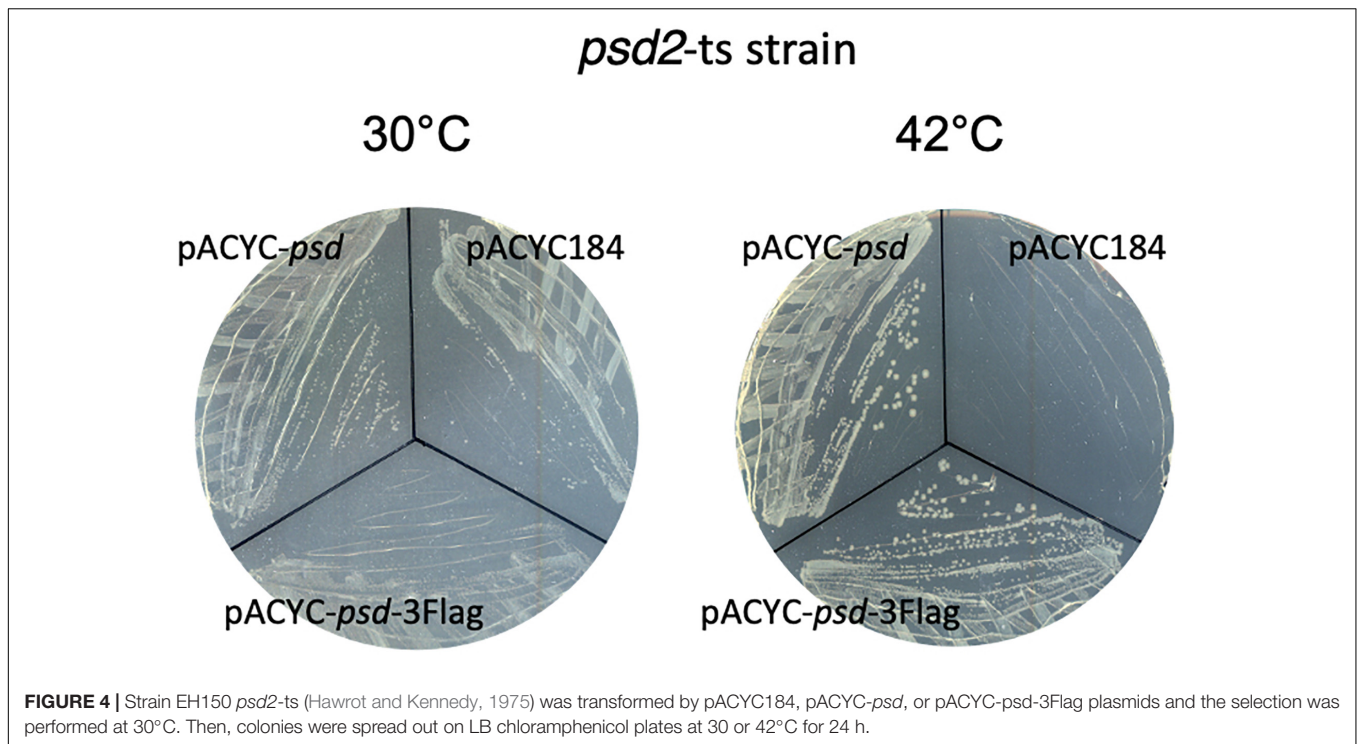 psd2-ts strain
30°C
42°C
pACYC-psd
pACYC184
pACYC-psd
pACYC184
pACYC-psd-3Flag
pACYC-psd-3Flag
FIGURE 4 | Strain EH150 psd2-ts (Hawrot and Kennedy, 1975) was transformed by pACYC184, pACYC-psd, or pACYC-psd-3Flag plasmids and the selection was
performed at 30°C. Then, colonies were spread out on LB chloramphenicol plates at 30 or 42°C for 24 h.